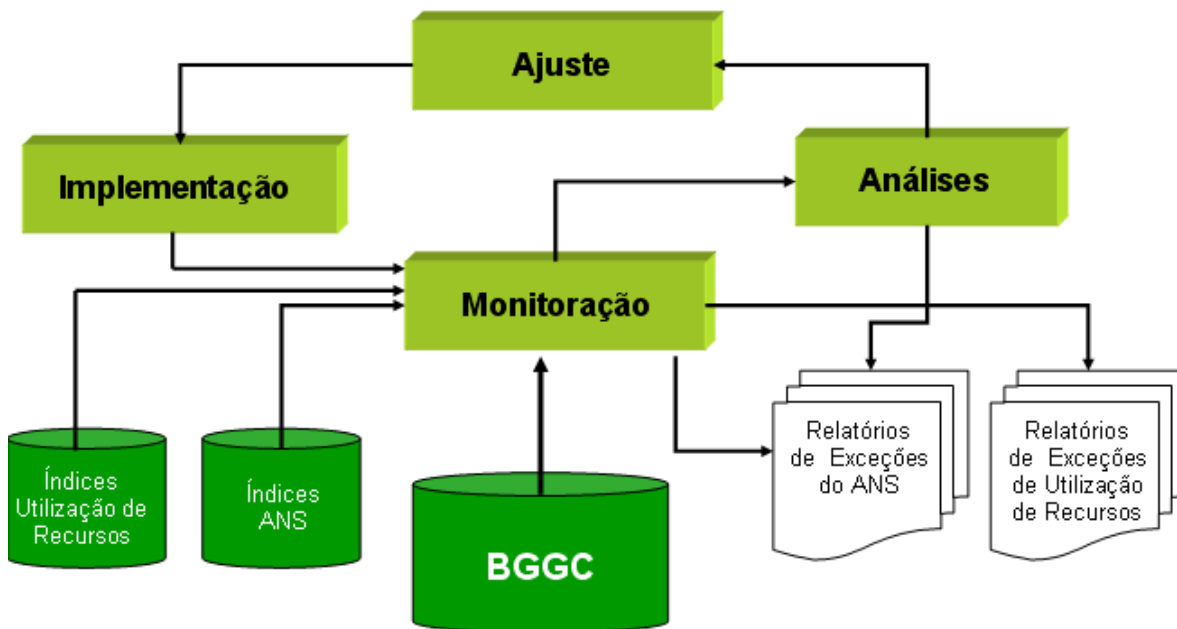 Ajuste
Implementação
Análises
Monitoração
Índices
Utilização de
Recursos
Índices
ANS
BGGC
Relatórios
de Exceções
do ANS
Relatórios
de Exceções
de Utilização
de Recursos